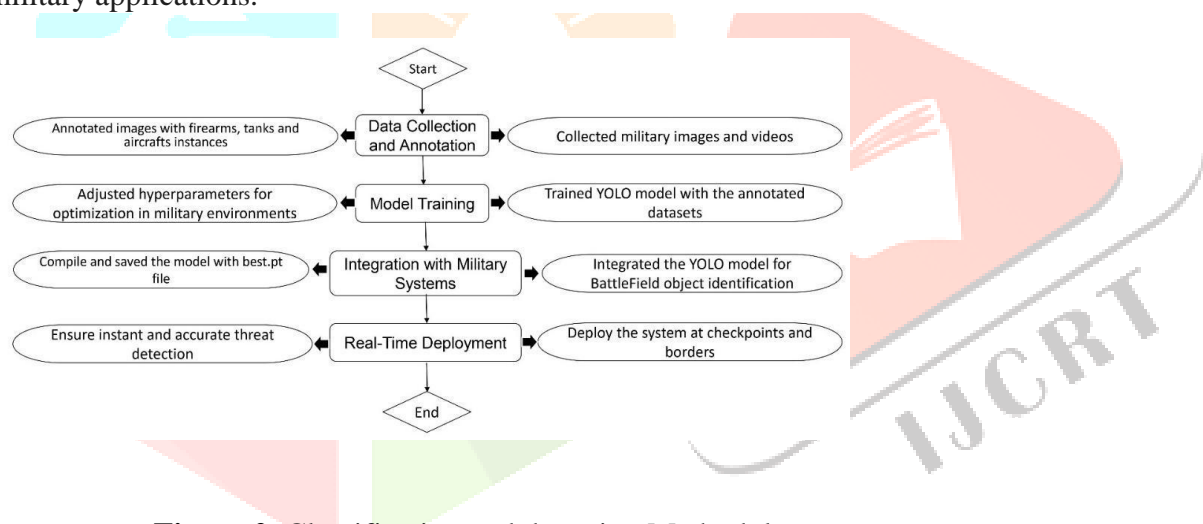 military applications.
Start
Annotated images with firearms, tanks and
aircrafts instances
Data Collection
and Annotation
Collected military images and videos
Adjusted hyperparameters for
optimization in military environments
Model Training
Trained YOLO model with the annotated
datasets
Compile and saved the model with best.pt
file
Integration with Military
Systems
Integrated the YOLO model for
BattleField object identification
Ensure instant and accurate threat
detection
Real-Time Deployment
Deploy the system at checkpoints and
borders
End
IJCRT